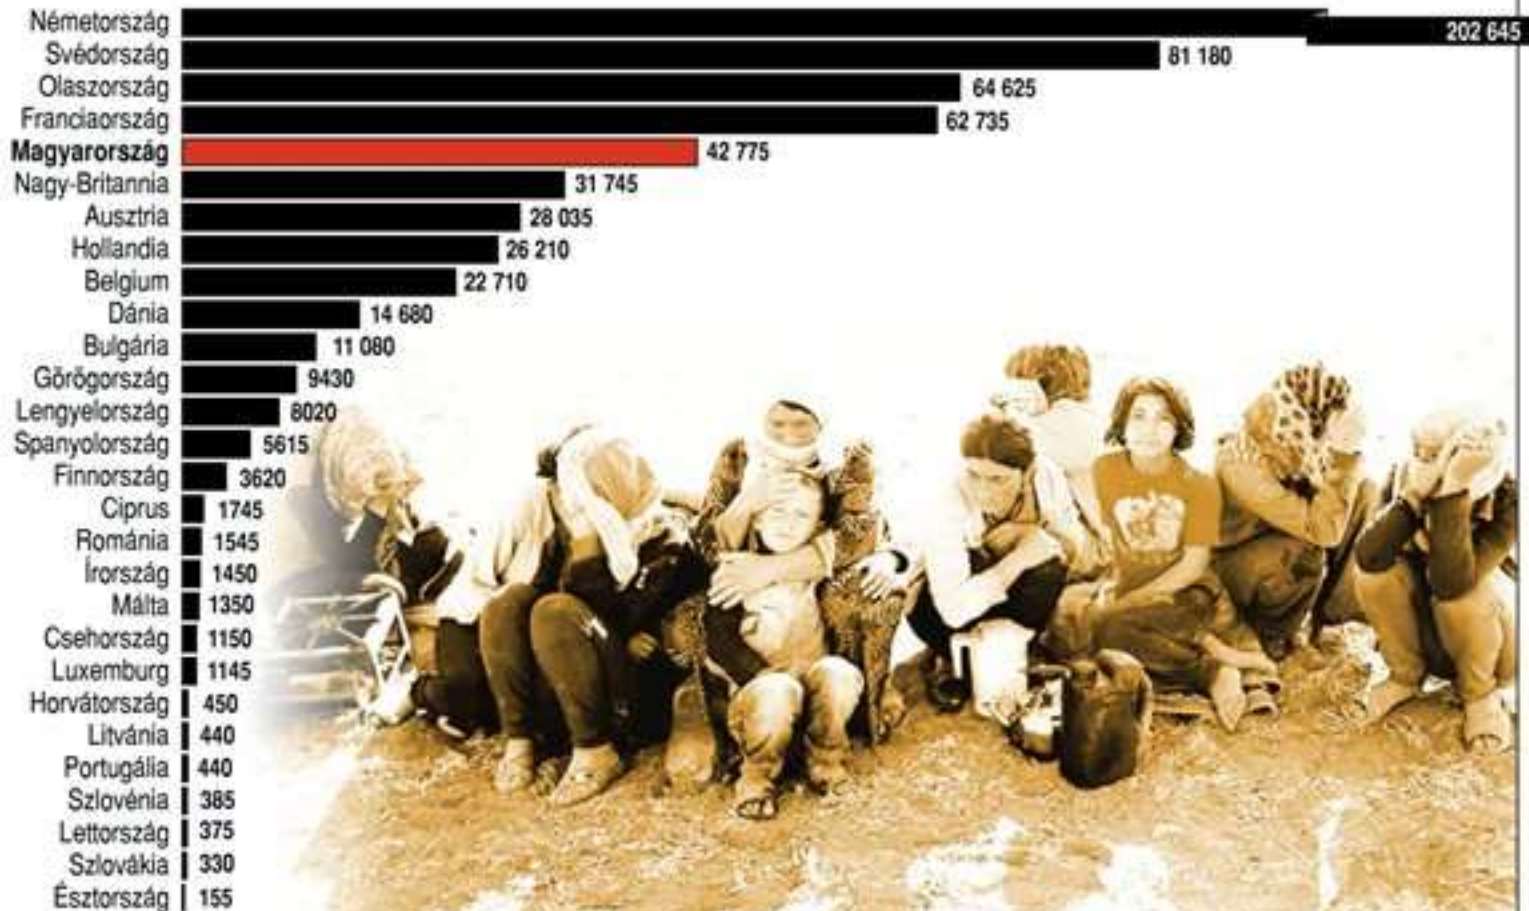 Németország 202 645
Svédország 81 180
Olaszország 64 625
Franciaország 62 735
Magyarország 42 775
Nagy-Britannia 31 745
Ausztria 28 035
Hollandia 26 210
Belgium 22 710
Dánia 14 680
Bulgária 11 080
Görögország 9430
Lengyelország 8020
Spanyolország 5615
Finnország 3620
Ciprus 1745
Románia 1545
Írország 1450
Málta 1350
Csehország 1150
Luxemburg 1145
Horvátország 450
Litvánia 440
Portugália 440
Szlovénia 385
Lettország 375
Szlovákia 330
Észtország 155